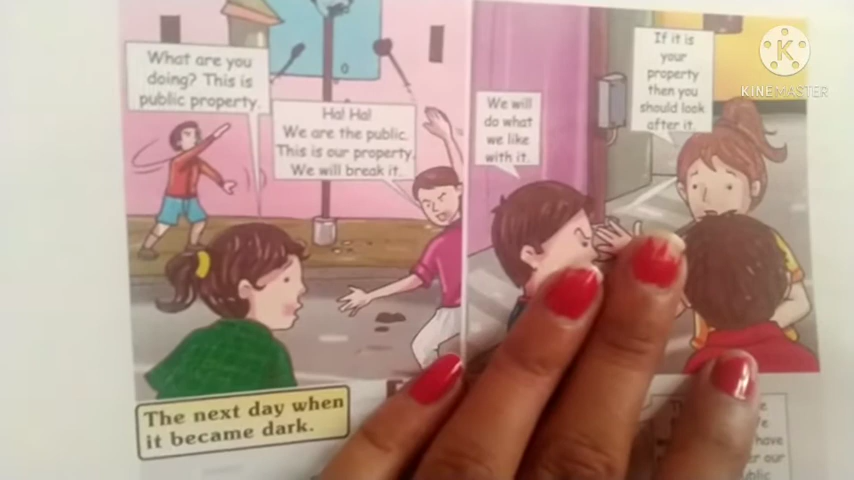 What are you
doing? This is
public property.
Ha! Ha!
We are the public.
This is our property.
We will break it.
We will
do what
we like
with it.
If it is
your
property
then you
should look
after it.
K
KINEMASTER
The next day when
it became dark.
have
our